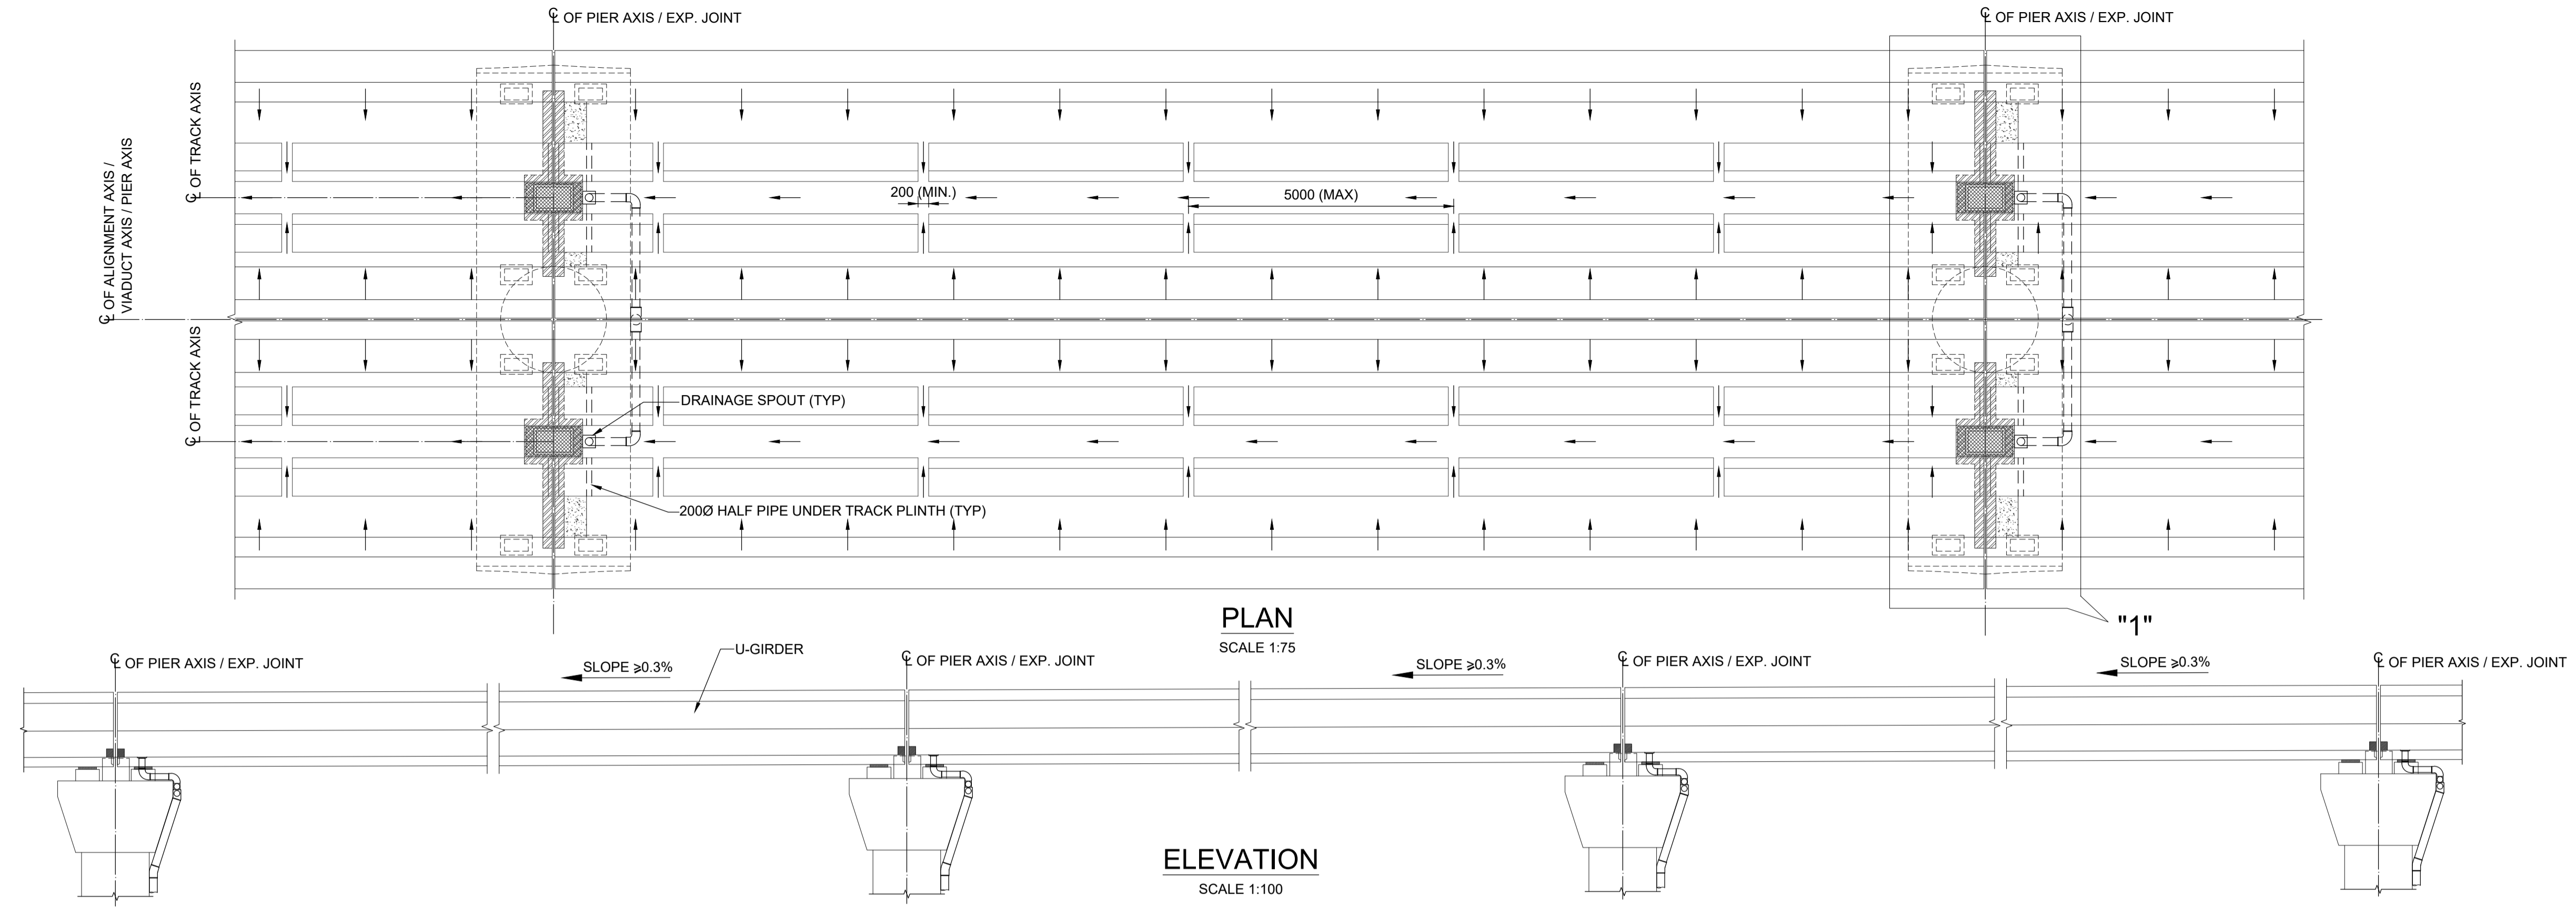 ℄ OF PIER AXIS / EXP. JOINT
℄ OF PIER AXIS / EXP. JOINT
℄ OF TRACK AXIS
℄ OF ALIGNMENT AXIS /
VIADUCT AXIS / PIER AXIS
200 (MIN.)
5000 (MAX)
℄ OF TRACK AXIS
DRAINAGE SPOUT (TYP)
200Ø HALF PIPE UNDER TRACK PLINTH (TYP)
PLAN
SCALE 1:75
"1"
℄ OF PIER AXIS / EXP. JOINT
SLOPE ⩾0.3%
U-GIRDER
℄ OF PIER AXIS / EXP. JOINT
SLOPE ⩾0.3%
℄ OF PIER AXIS / EXP. JOINT
SLOPE ⩾0.3%
℄ OF PIER AXIS / EXP. JOINT
ELEVATION
SCALE 1:100